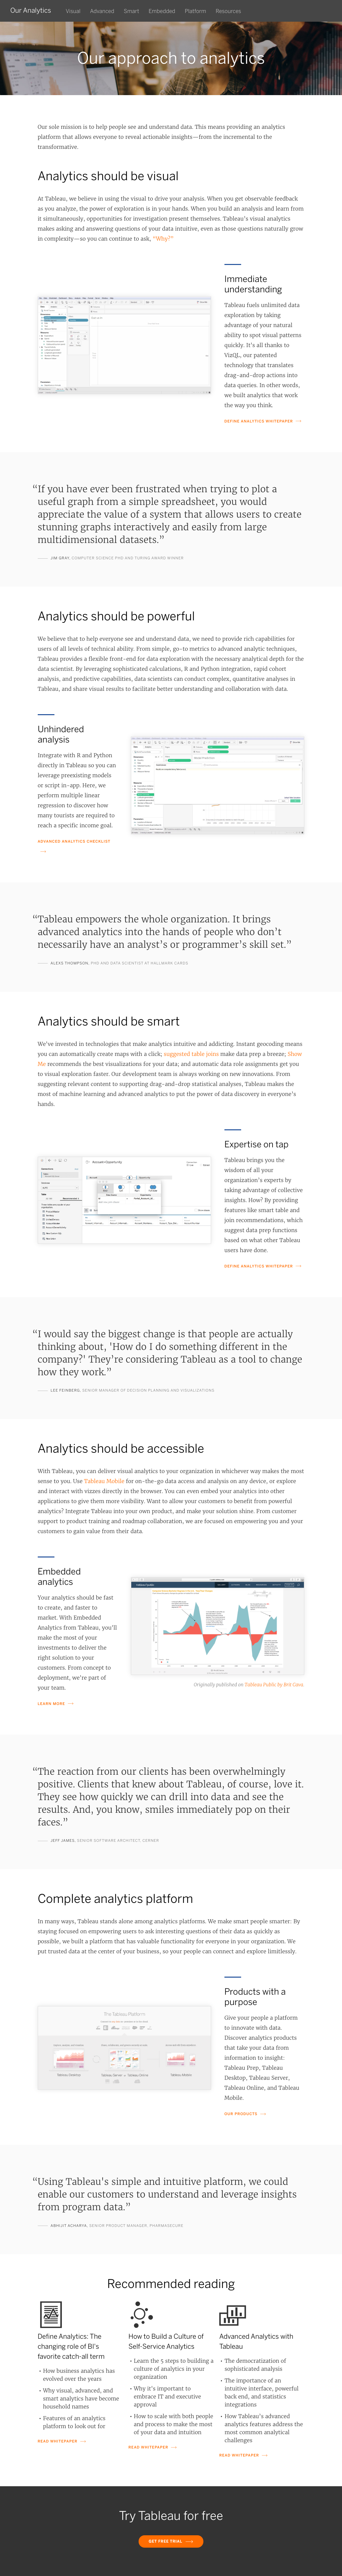 Our Analytics Visual Advanced Smart Embedded Platform Resources
Our approach to analytics
Our sole mission is to help people see and understand data. This means providing an analytics
platform that allows everyone to reveal actionable insights—from the incremental to the
transformative.
Analytics should be visual
At Tableau, we believe in using the visual to drive your analysis. When you get observable feedback
as you analyze, the power of exploration is in your hands. When you build an analysis and learn from
it simultaneously, opportunities for investigation present themselves. Tableau's visual analytics
makes asking and answering questions of your data intuitive, even as those questions naturally grow
in complexity—so you can continue to ask, "Why?"
Immediate
understanding
Tableau fuels unlimited data
exploration by taking
advantage of your natural
ability to spot visual patterns
quickly. It's all thanks to
VizQL, our patented
technology that translates
drag-and-drop actions into
data queries. In other words,
we built analytics that work
the way you think.
DEFINE ANALYTICS WHITEPAPER
“If you have ever been frustrated when trying to plot a
useful graph from a simple spreadsheet, you would
appreciate the value of a system that allows users to create
stunning graphs interactively and easily from large
multidimensional datasets.”
JIM GRAY, COMPUTER SCIENCE PHD AND TURING AWARD WINNER
Analytics should be powerful
We believe that to help everyone see and understand data, we need to provide rich capabilities for
users of all levels of technical ability. From simple, go-to metrics to advanced analytic techniques,
Tableau provides a flexible front-end for data exploration with the necessary analytical depth for the
data scientist. By leveraging sophisticated calculations, R and Python integration, rapid cohort
analysis, and predictive capabilities, data scientists can conduct complex, quantitative analyses in
Tableau, and share visual results to facilitate better understanding and collaboration with data.
Unhindered
analysis
Integrate with R and Python
directly in Tableau so you can
leverage preexisting models
or script in-app. Here, we
perform multiple linear
regression to discover how
many tourists are required to
reach a specific income goal.
ADVANCED ANALYTICS CHECKLIST
“Tableau empowers the whole organization. It brings
advanced analytics into the hands of people who don’t
necessarily have an analyst’s or programmer’s skill set.”
ALEXD THOMPSON, PHD AND DATA SCIENTIST AT HALLMARK CARDS
Analytics should be smart
We've invested in technologies that make analytics intuitive and addicting. Instant geocoding means
you can automatically create maps with a click; suggested table joins make data prep a breeze; Show
Me recommends the best visualizations for your data; and automatic data role assignments get you
to visual exploration faster. Our development team is always working on new innovations. From
suggesting relevant content to supporting drag-and-drop statistical analyses, Tableau makes the
most of machine learning and advanced analytics to put the power of data discovery in everyone's
hands.
Expertise on tap
Tableau brings you the
wisdom of all your
organization's experts by
taking advantage of collective
insights. How? By providing
features like smart table and
join recommendations, which
suggest data prep functions
based on what other Tableau
users have done.
DEFINE ANALYTICS WHITEPAPER
“I would say the biggest change is that people are actually
thinking about, 'How do I do something different in the
company?' They're considering Tableau as a tool to change
how they work.”
LEE FEINBERG, SENIOR MANAGER OF DECISION PLANNING AND VISUALIZATIONS
Analytics should be accessible
With Tableau, you can deliver visual analytics to your organization in whichever way makes the most
sense to you. Use Tableau Mobile for on-the-go data access and analysis on any device, or explore
and interact with vizzes directly in the browser. You can even embed your analytics into other
applications to give them more visibility. Want to allow your customers to benefit from powerful
analytics? Integrate Tableau into your own product, and make your solution shine. From customer
support to product training and roadmap collaboration, we are focused on empowering you and your
customers to gain value from their data.
Embedded
analytics
Your analytics should be fast
to create, and faster to
market. With Embedded
Analytics from Tableau, you'll
make the most of your
investments to deliver the
right solution to your
customers. From concept to
deployment, we're part of
your team.
LEARN MORE
Originally published on Tableau Public by Brit Cava.
“The reaction from our clients has been overwhelmingly
positive. Clients that knew about Tableau, of course, love it.
They see how quickly we can drill into data and see the
results. And, you know, smiles immediately pop on their
faces.”
JEFF JAMES, SENIOR SOFTWARE ARCHITECT, CERNER
Complete analytics platform
In many ways, Tableau stands alone among analytics platforms. We make smart people smarter: By
staying focused on empowering users to ask interesting questions of their data as quickly as
possible, we built a platform that has valuable functionality for everyone in your organization. We
put trusted data at the center of business, so your people can connect and explore limitlessly.
The Tableau Platform
Products with a
purpose
Give your people a platform
to innovate with data.
Discover analytics products
that take your data from
information to insight:
Tableau Prep, Tableau
Desktop, Tableau Server,
Tableau Online, and Tableau
Mobile.
OUR PRODUCTS
“Using Tableau's simple and intuitive platform, we could
enable our customers to understand and leverage insights
from program data.”
ABHIJIT ACHARYA, SENIOR PRODUCT MANAGER, PHARMASECURE
Recommended reading
Define Analytics: The
changing role of BI's
favorite catch-all term
• How business analytics has
evolved over the years
• Why visual, advanced, and
smart analytics have become
household names
• Features of an analytics
platform to look out for
READ WHITEPAPER
How to Build a Culture of
Self-Service Analytics
• Learn the 5 steps to building a
culture of analytics in your
organization
• Why it's important to
embrace IT and executive
approval
• How to scale with both people
and process to make the most
of your data and intuition
READ WHITEPAPER
Advanced Analytics with
Tableau
• The democratization of
sophisticated analysis
• The importance of an
intuitive interface, powerful
back end, and statistics
integrations
• How Tableau's advanced
analytics features address the
most common analytical
challenges
READ WHITEPAPER
Try Tableau for free
GET FREE TRIAL